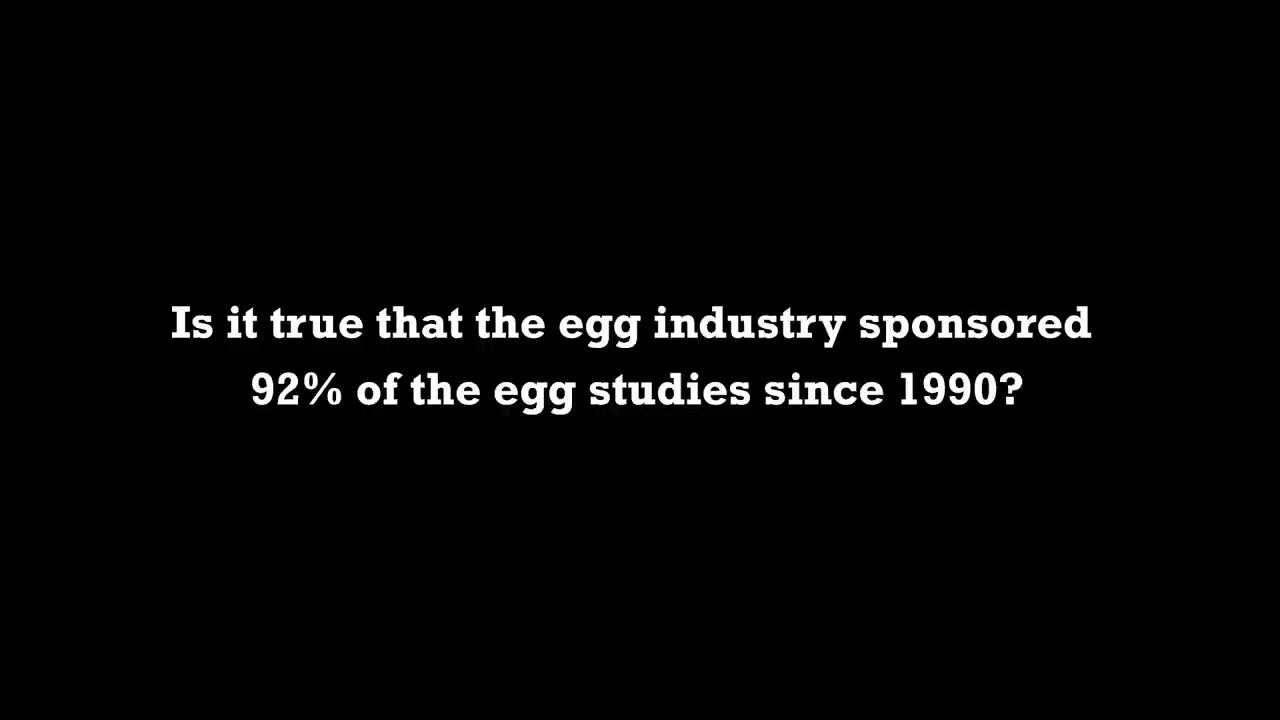 Is it true that the egg industry sponsored
92% of the egg studies since 1990?